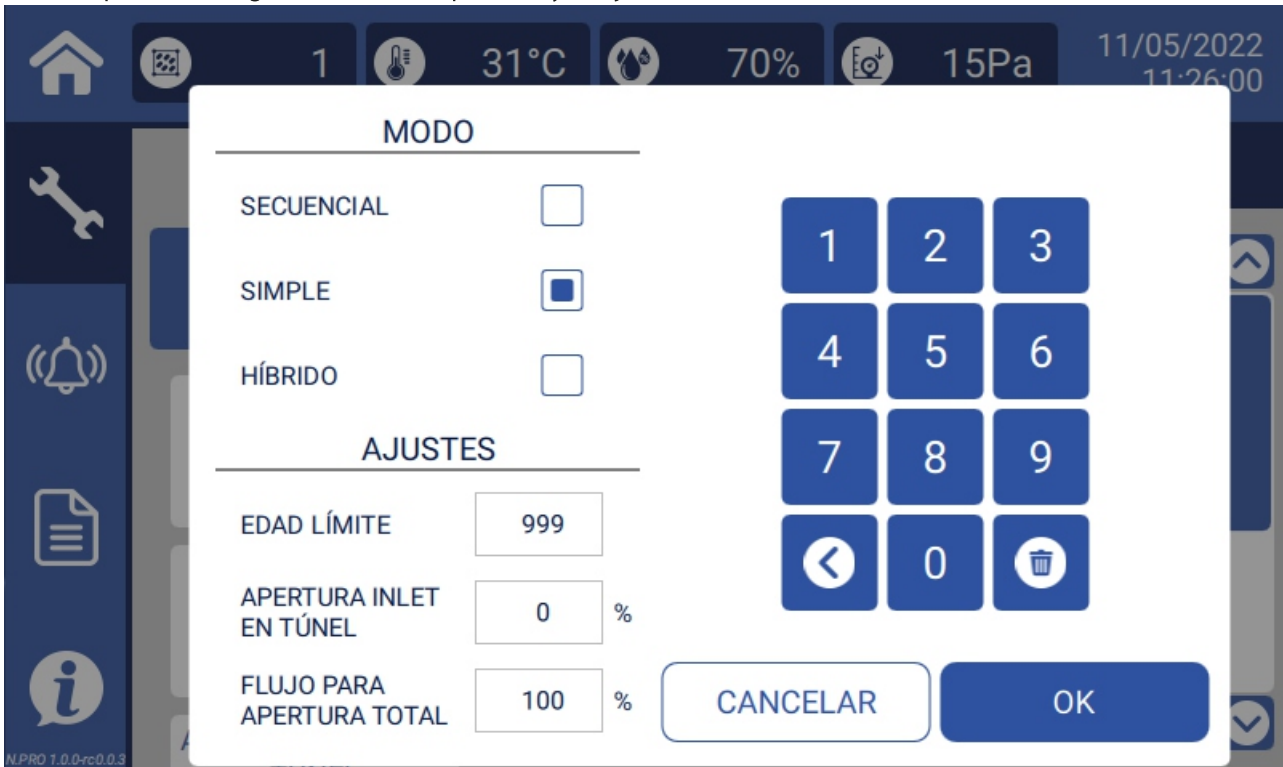 1
31°C
70%
15Pa
11/05/2022
11:26:00
MODO
SECUENCIAL
SIMPLE
HÍBRIDO
AJUSTES
EDAD LÍMITE
999
APERTURA INLET
EN TÚNEL
0
%
FLUJO PARA
APERTURA TOTAL
100
%
1
2
3
4
5
6
7
8
9
0
CANCELAR
OK
N.PRO 1.0.0-rc0.0.3